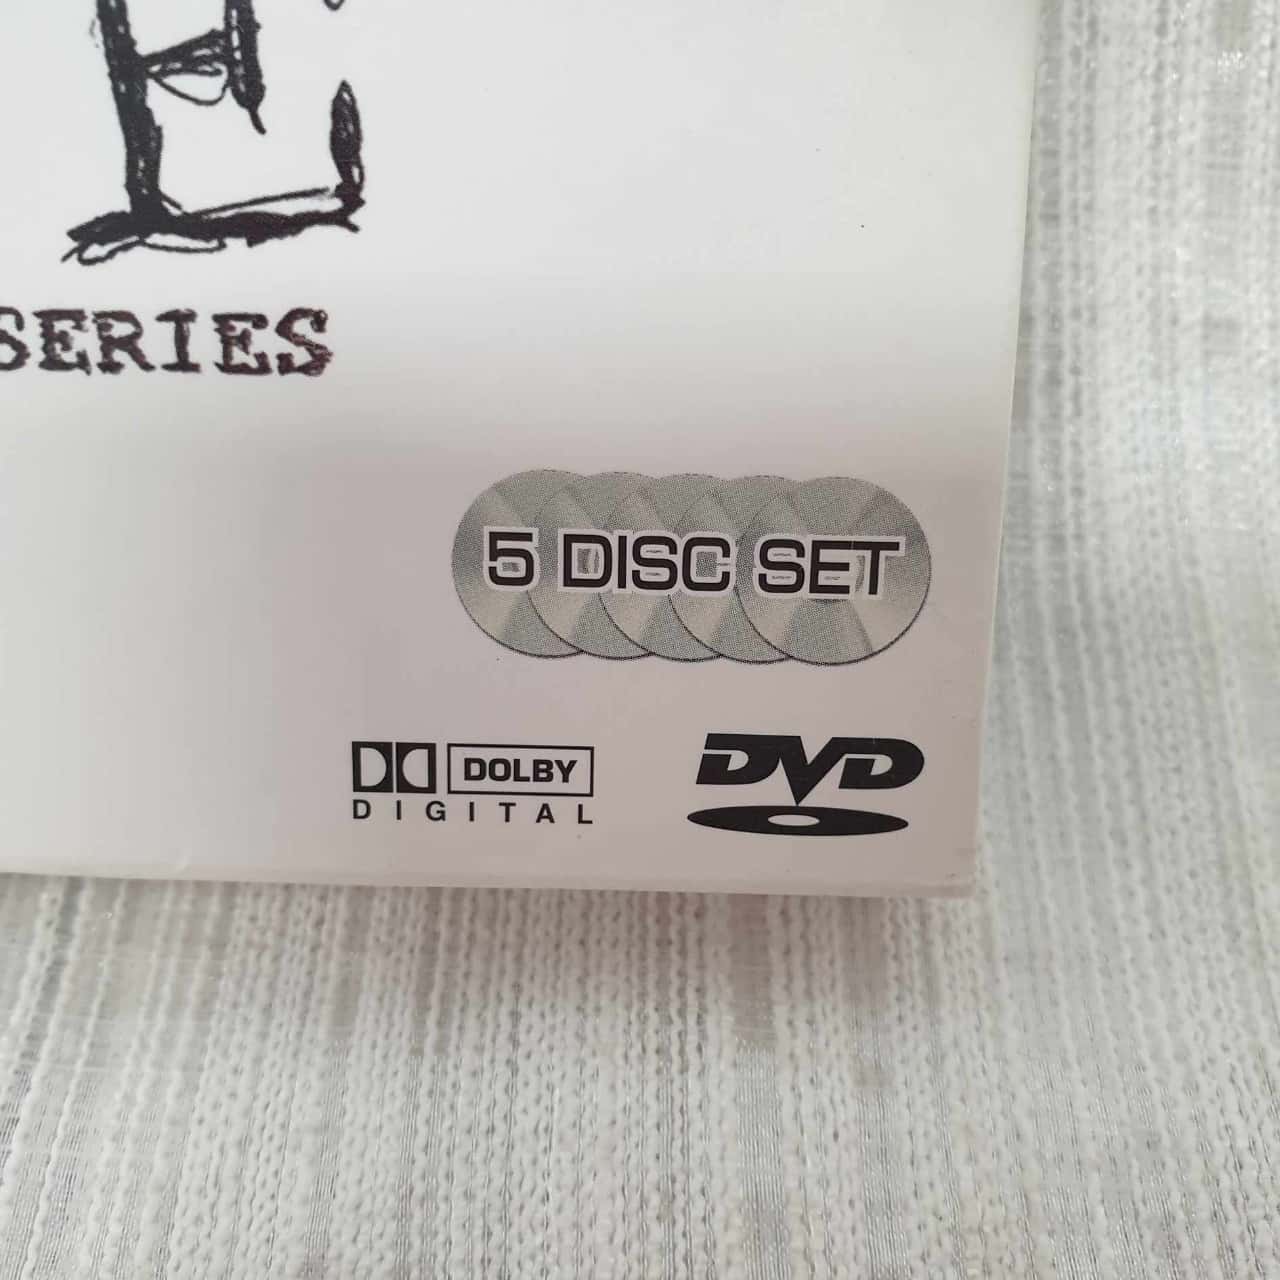 E
SERIES
5 DISC SET
DOLBY
DIGITAL
DVD